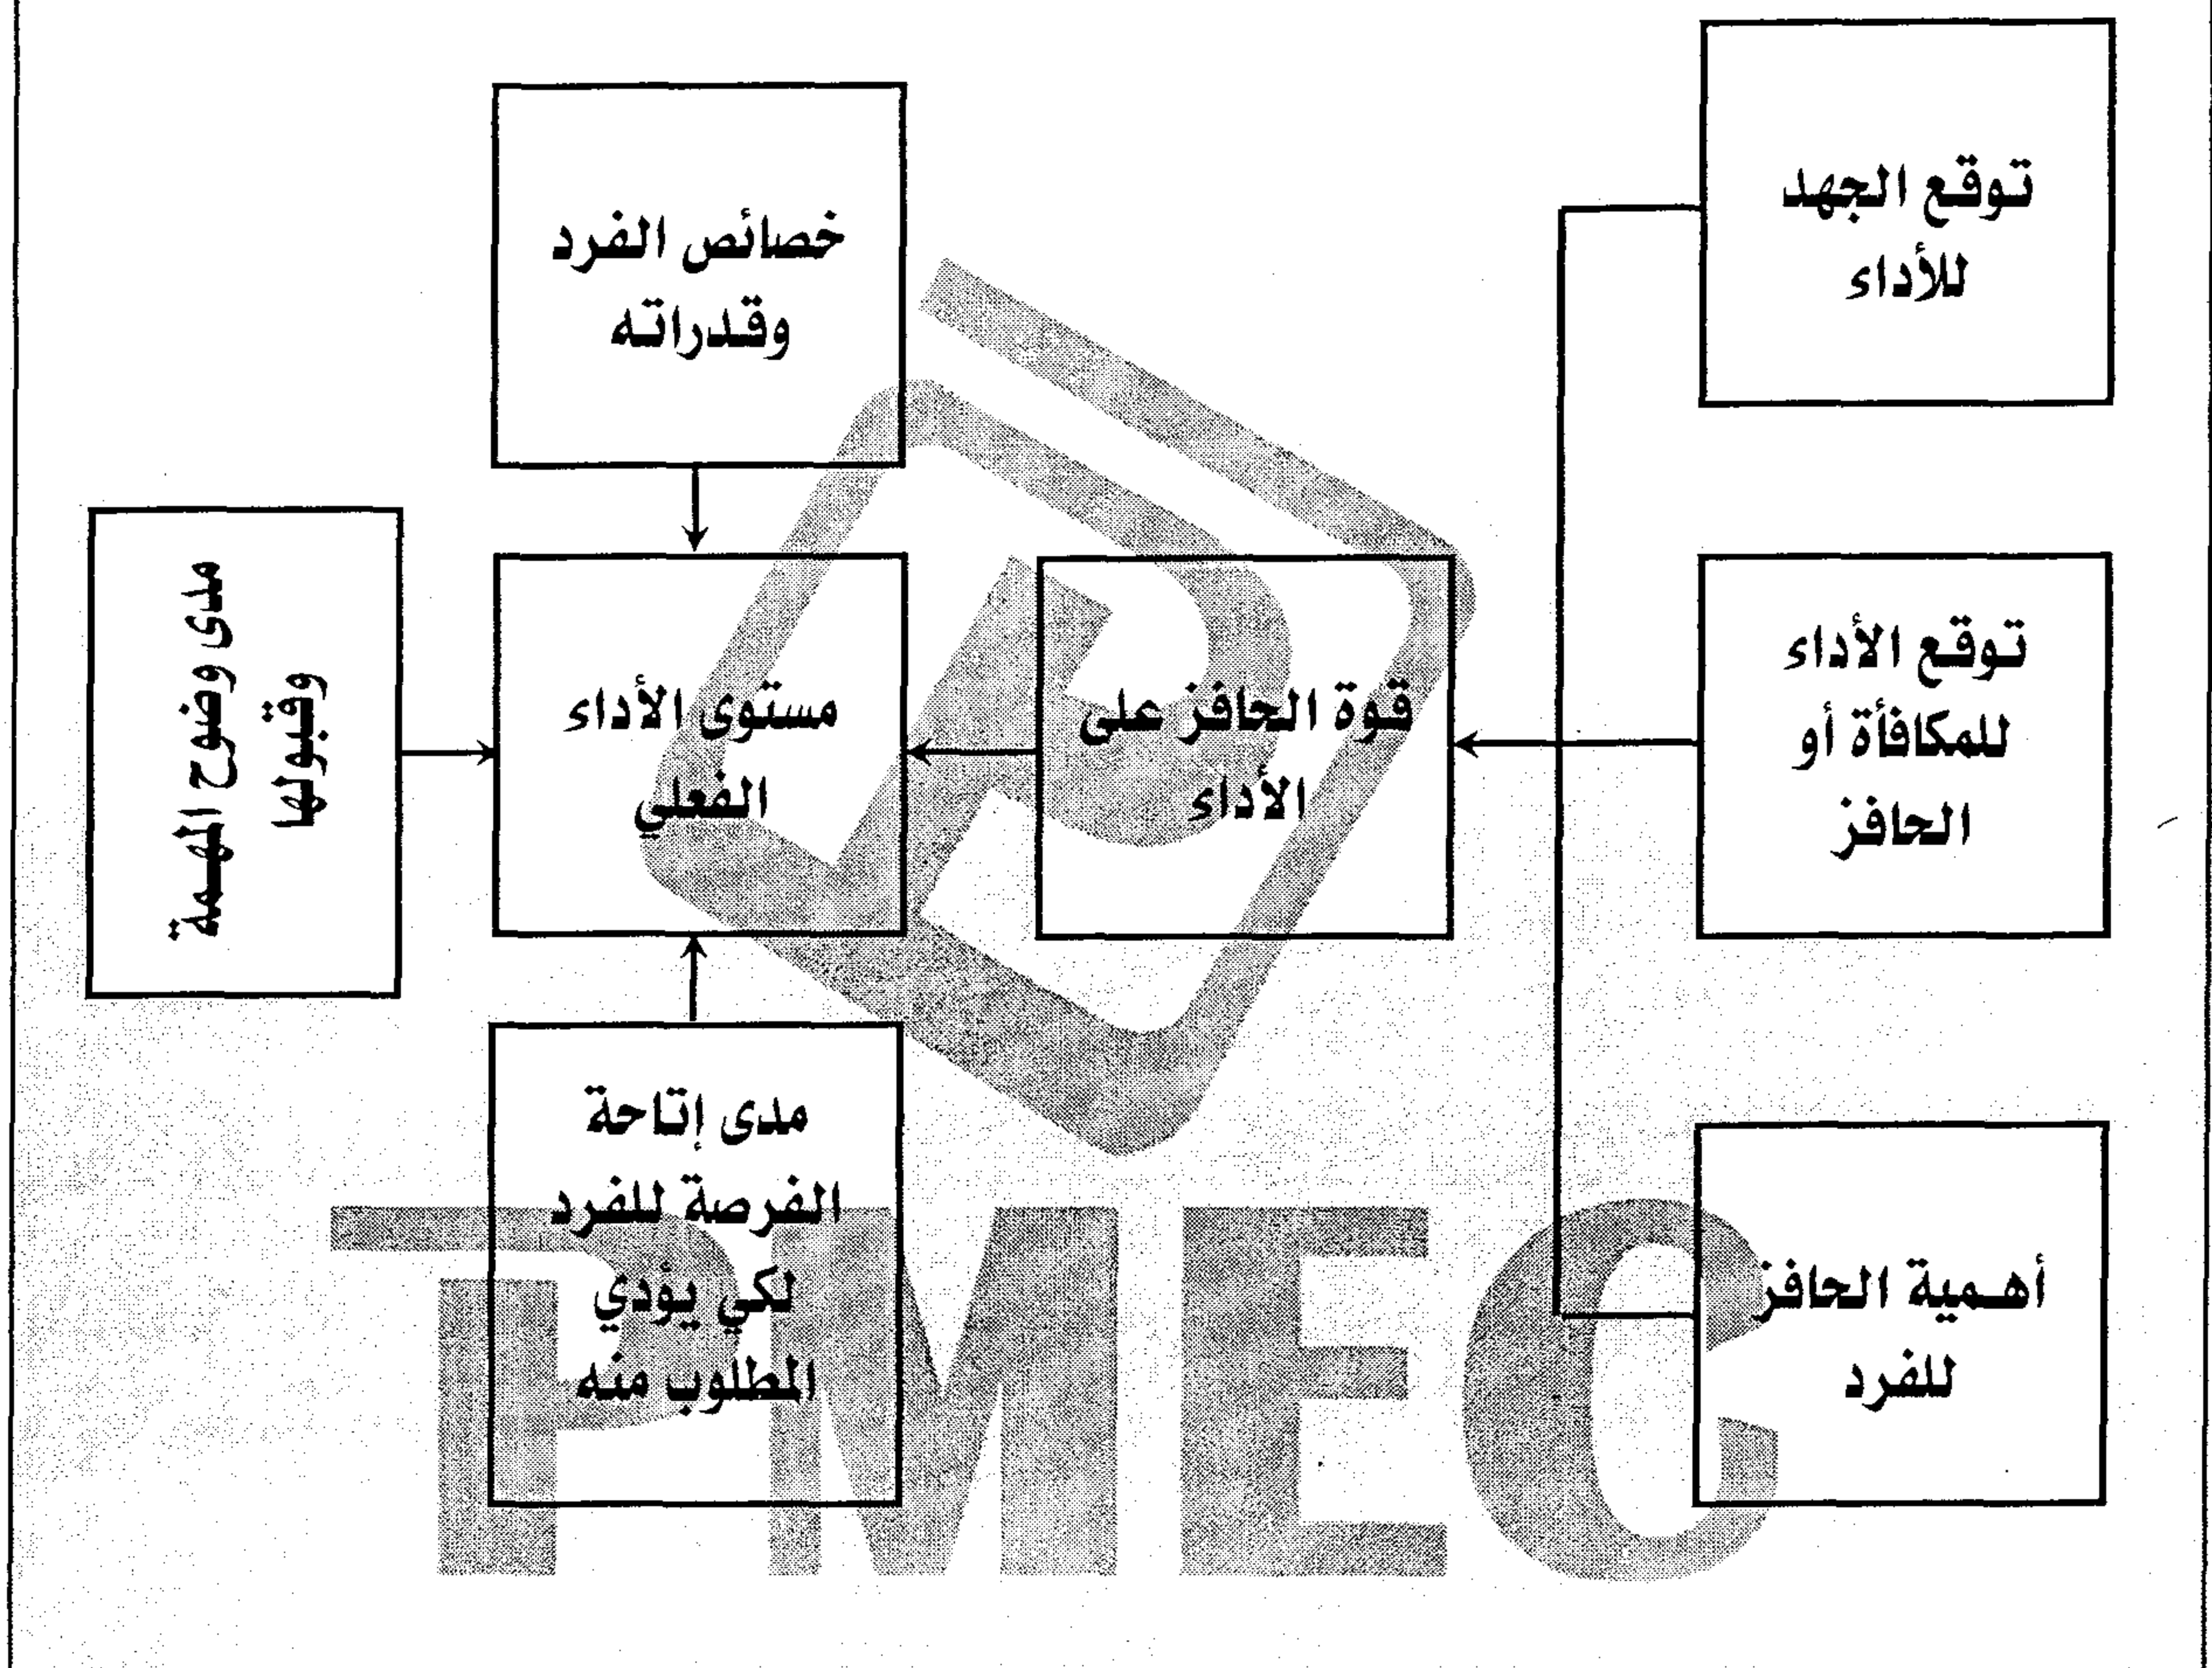 توقع الجهد
للأداء
توقع الأداء
للمكافأة أو
الحافز
أهمية الحافز
للفرد
قوة الحافز على
الأداء
خصائص الفرد
وقدراته
مستوى الأداء
الفعلي
مدى إتاحة
الفرصة للفرد
لكي يؤدي
المطلوب منه
مدى وضوح المهمة
وقبولها
PMEC